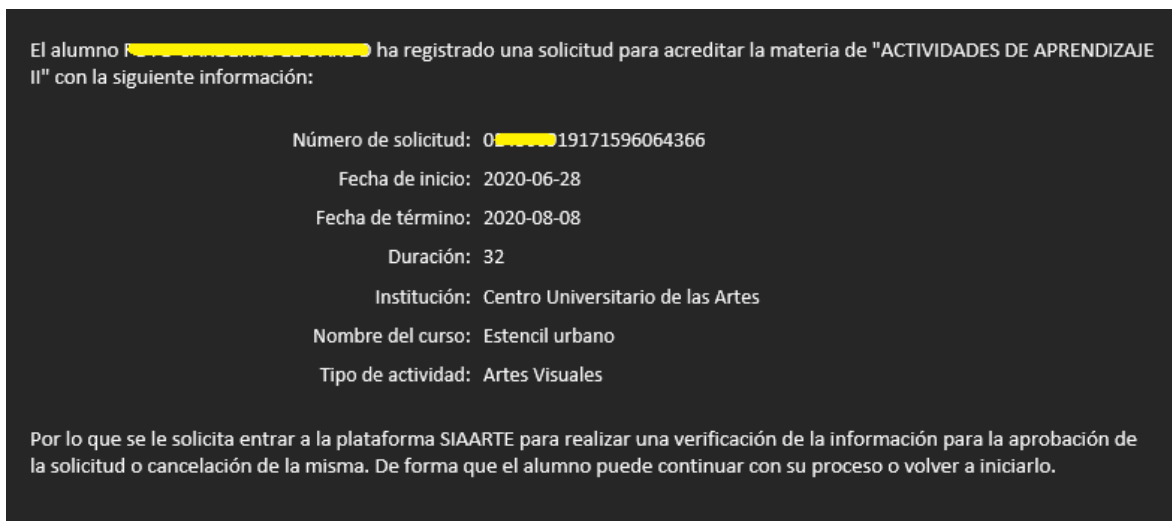 El alumno ha registrado una solicitud para acreditar la materia de "ACTIVIDADES DE APRENDIZAJE
II" con la siguiente información:
Número de solicitud: 19171596064366
Fecha de inicio: 2020-06-28
Fecha de término: 2020-08-08
Duración: 32
Institución: Centro Universitario de las Artes
Nombre del curso: Estencil urbano
Tipo de actividad: Artes Visuales
Por lo que se le solicita entrar a la plataforma SIAARTE para realizar una verificación de la información para la aprobación de
la solicitud o cancelación de la misma. De forma que el alumno puede continuar con su proceso o volver a iniciarlo.